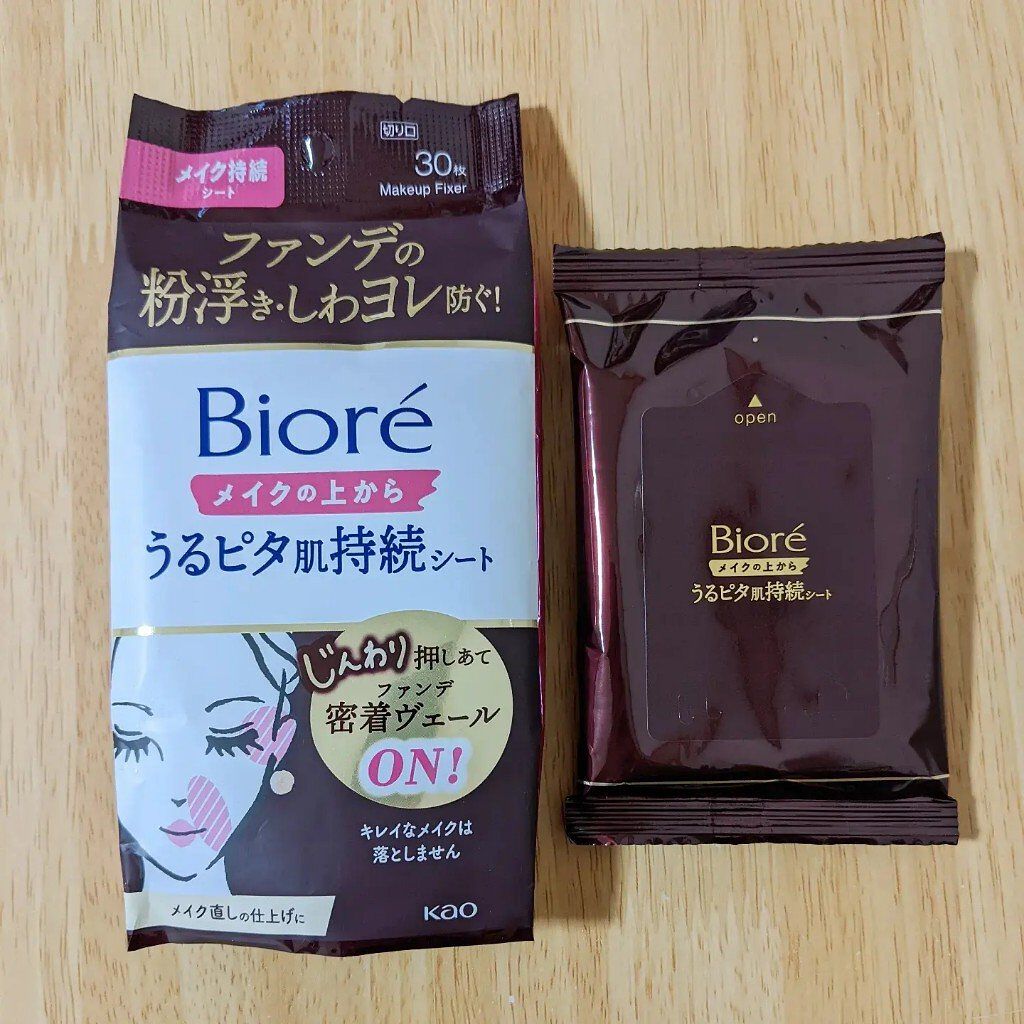 切り口
30枚
Makeup Fixer
メイク持続
シート
ファンデの
粉浮き・しわヨレ防ぐ!
Bioré
メイクの上から
うるピタ肌持続シート
じんわり押しあて
ファンデ
密着ヴェール
ON!
キレイなメイクは
落としません
メイク直しの仕上げに
Kao
open
Bioré
メイクの上から
うるピタ肌持続シート